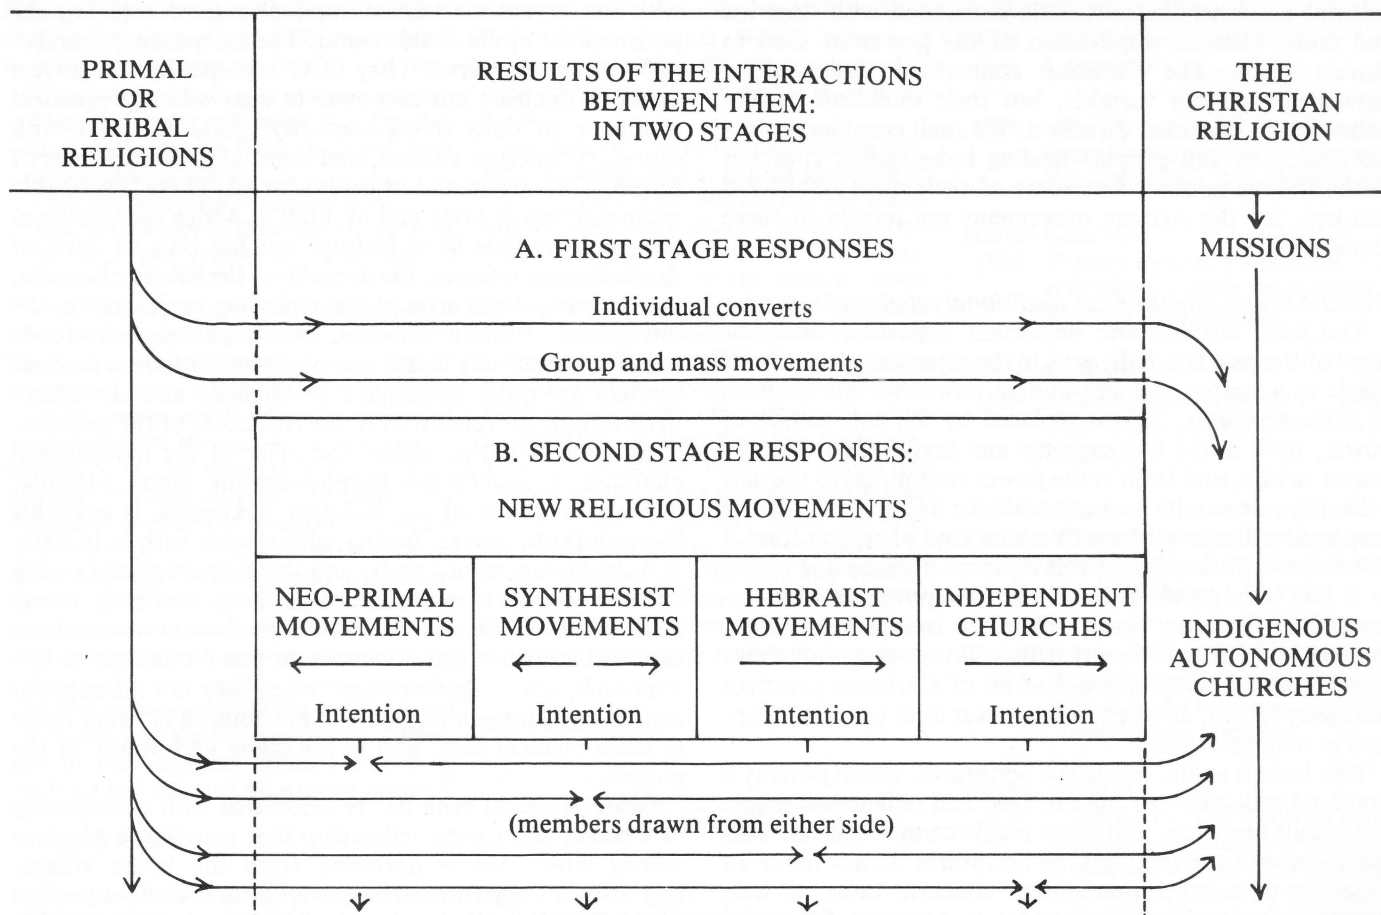 PRIMAL
OR
TRIBAL
RELIGIONS
RESULTS OF THE INTERACTIONS
BETWEEN THEM:
IN TWO STAGES
THE
CHRISTIAN
RELIGION
A. FIRST STAGE RESPONSES
MISSIONS
Individual converts
Group and mass movements
B. SECOND STAGE RESPONSES:
NEW RELIGIOUS MOVEMENTS
NEO-PRIMAL
MOVEMENTS
Intention
SYNTHESIST
MOVEMENTS
Intention
HEBRAIST
MOVEMENTS
Intention
INDEPENDENT
CHURCHES
Intention
INDIGENOUS
AUTONOMOUS
CHURCHES
(members drawn from either side)